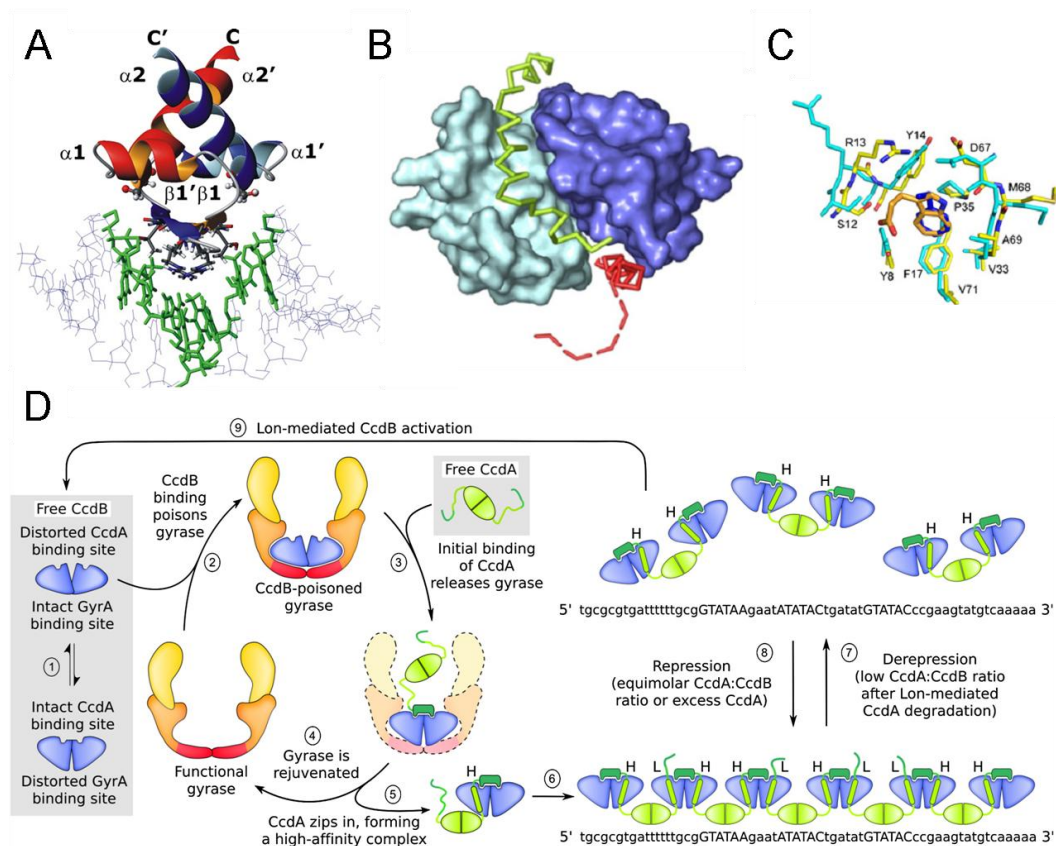 A
C'
C
α2
α2'
α1
α1'
β1'
β1
B
C
R13
Y14
D67
M68
P35
S12
A69
Y8
F17
V33
V71
D
⑨ Lon-mediated CcdB activation
Free CcdB
Distorted CcdA
binding site
Intact GyrA
binding site
①
Intact CcdA
binding site
Distorted GyrA
binding site
CcdB
binding
poisons
gyrase
②
CcdB-poisoned
gyrase
③
Free CcdA
Initial binding
of CcdA
releases gyrase
Functional
gyrase
④
Gyrase is
rejuvenated
⑤
CcdA zips in, forming
a high-affinity complex
H
⑥
H
H
H
H
H
H
5' tgcgcgtgattttttgcgGTATAAgaatATATACtgatatGTATACccgaagtatgtcaaaaa 3'
⑧
Repression
(equimolar CcdA:CcdB
ratio or excess CcdA)
⑦
Derepression
(low CcdA:CcdB ratio
after Lon-mediated
CcdA degradation)
H L H H L H L L H H
5' tgcgcgtgattttttgcgGTATAAgaatATATACtgatatGTATACccgaagtatgtcaaaaa 3'